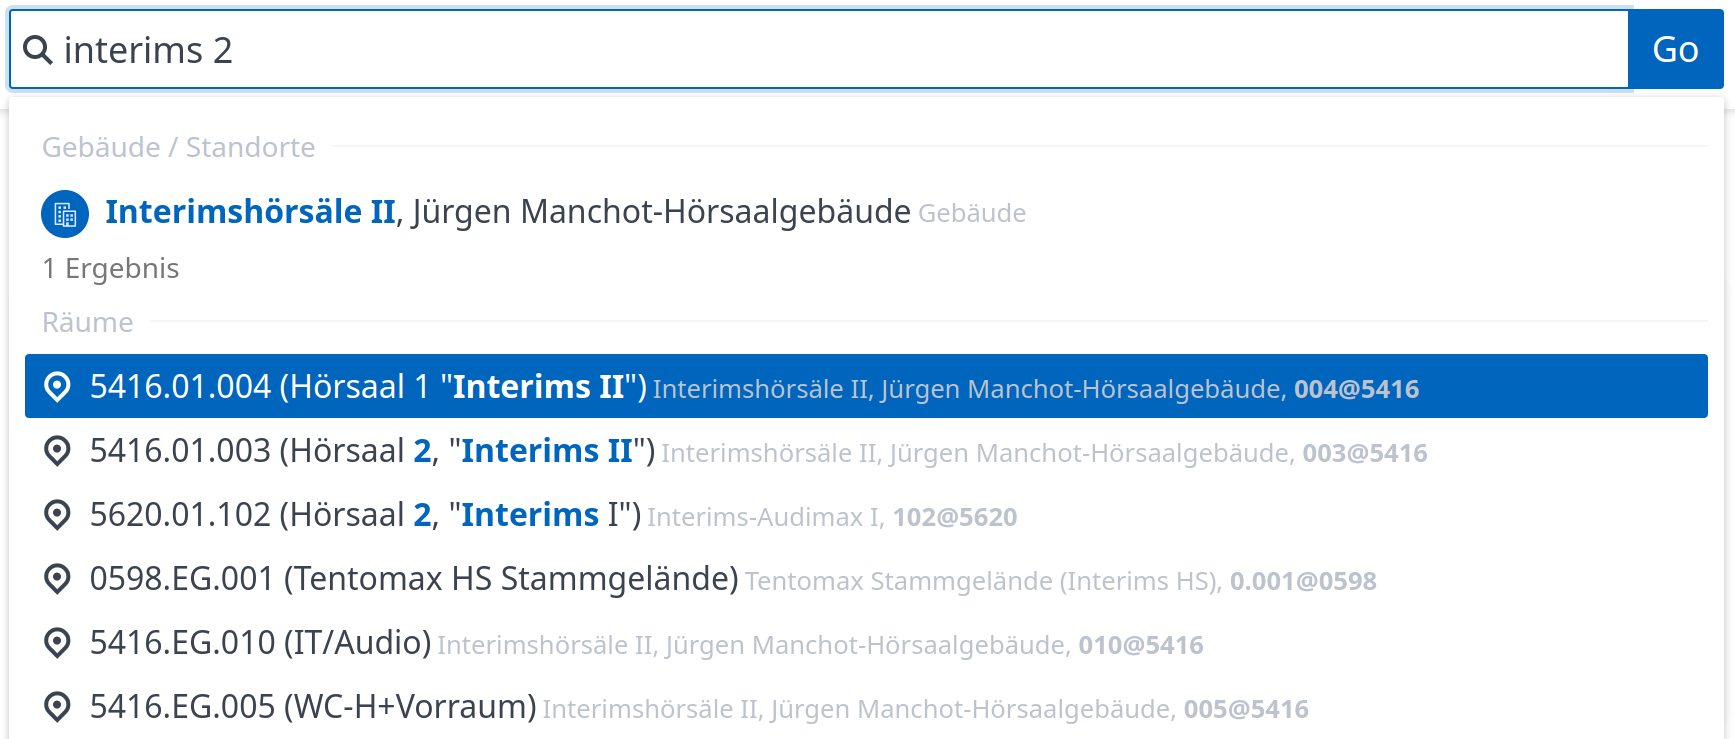 interims 2 Go
Gebäude / Standorte
Interimshörsäle II, Jürgen Manchot-Hörsaalgebäude Gebäude
1 Ergebnis
Räume
5416.01.004 (Hörsaal 1 "Interims II") Interimshörsäle II, Jürgen Manchot-Hörsaalgebäude, 004@5416
5416.01.003 (Hörsaal 2, "Interims II") Interimshörsäle II, Jürgen Manchot-Hörsaalgebäude, 003@5416
5620.01.102 (Hörsaal 2, "Interims I") Interims-Audimax I, 102@5620
0598.EG.001 (Tentomax HS Stammgelände) Tentomax Stammgelände (Interims HS), 0.001@0598
5416.EG.010 (IT/Audio) Interimshörsäle II, Jürgen Manchot-Hörsaalgebäude, 010@5416
5416.EG.005 (WC-H+Vorraum) Interimshörsäle II, Jürgen Manchot-Hörsaalgebäude, 005@5416